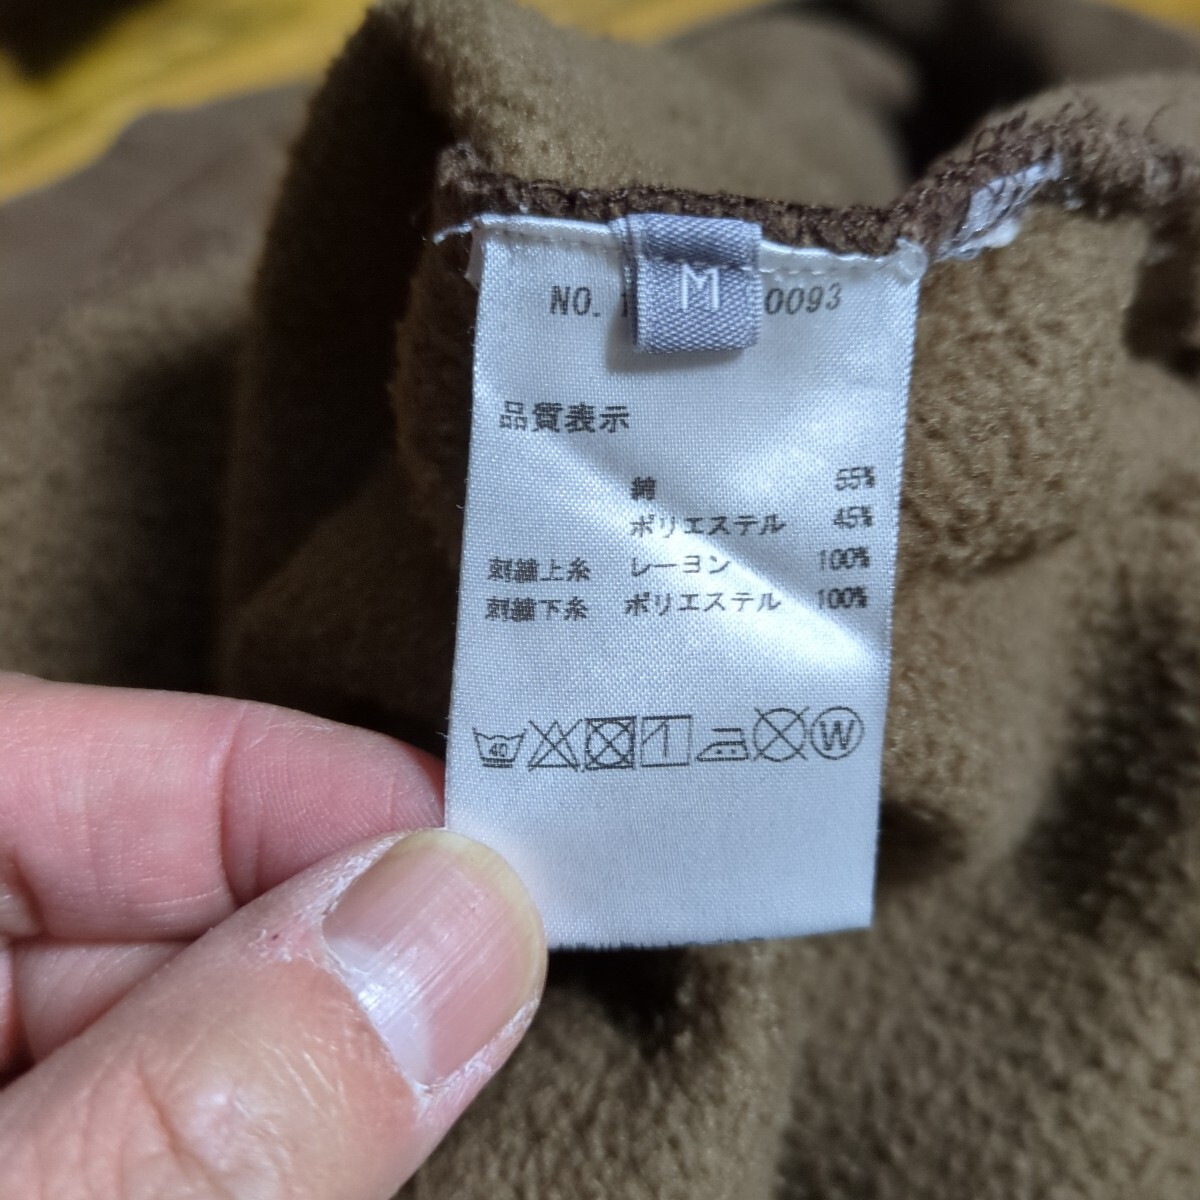 M
NO. 0093
品質表示
綿 55%
ポリエステル 45%
刺繍上糸 レーヨン 100%
刺繍下糸 ポリエステル 100%
40 W